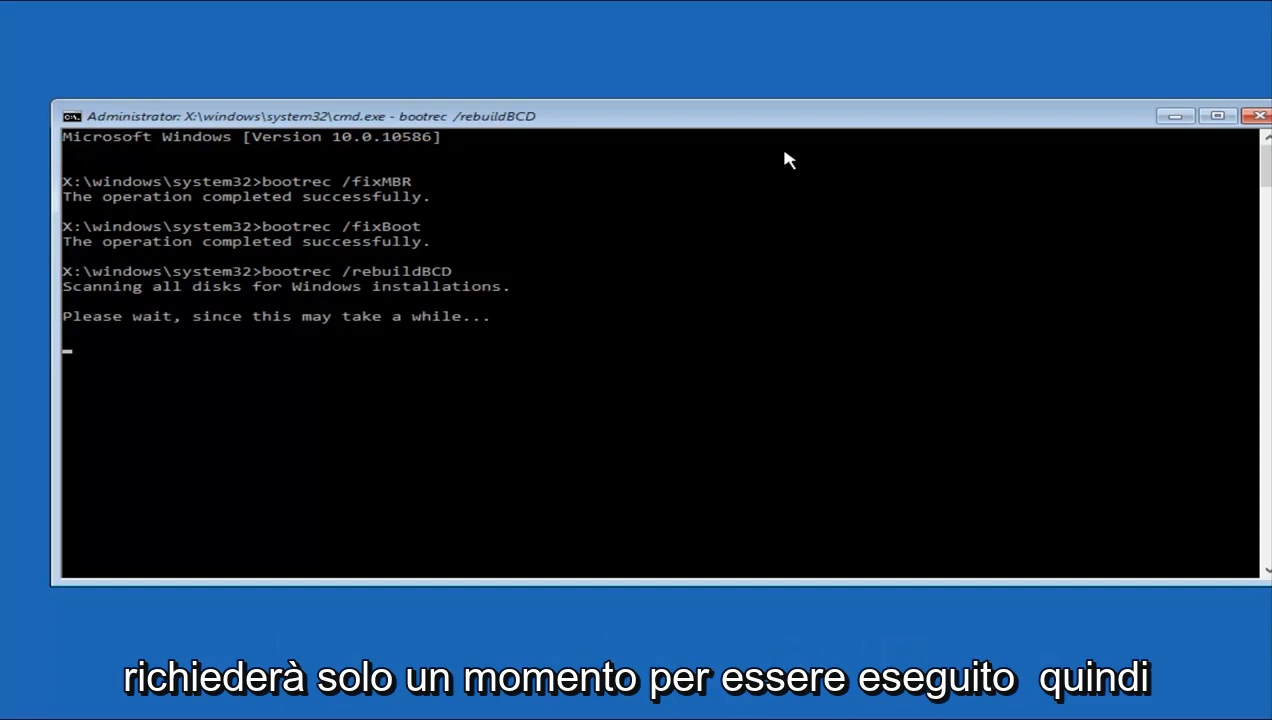 Administrator: X:\windows\system32\cmd.exe - bootrec /rebuildBCD
Microsoft Windows [Version 10.0.10586]
X:\windows\system32>bootrec /fixMBR
The operation completed successfully.
X:\windows\system32>bootrec /fixBoot
The operation completed successfully.
X:\windows\system32>bootrec /rebuildBCD
Scanning all disks for Windows installations.
Please wait, since this may take a while...
richiederà solo un momento per essere eseguito quindi